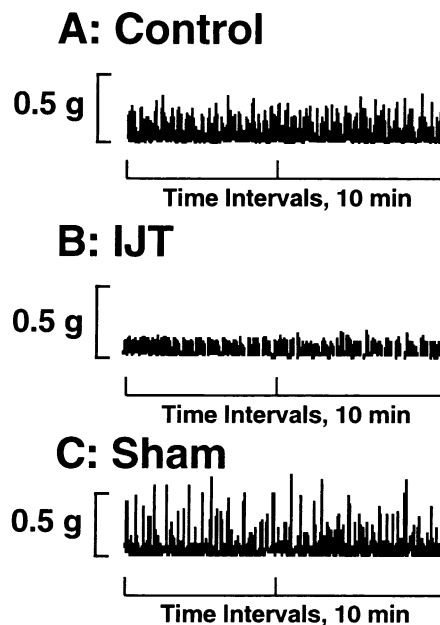 A: Control
0.5 g
Time Intervals, 10 min
B: IJT
0.5 g
Time Intervals, 10 min
C: Sham
0.5 g
Time Intervals, 10 min